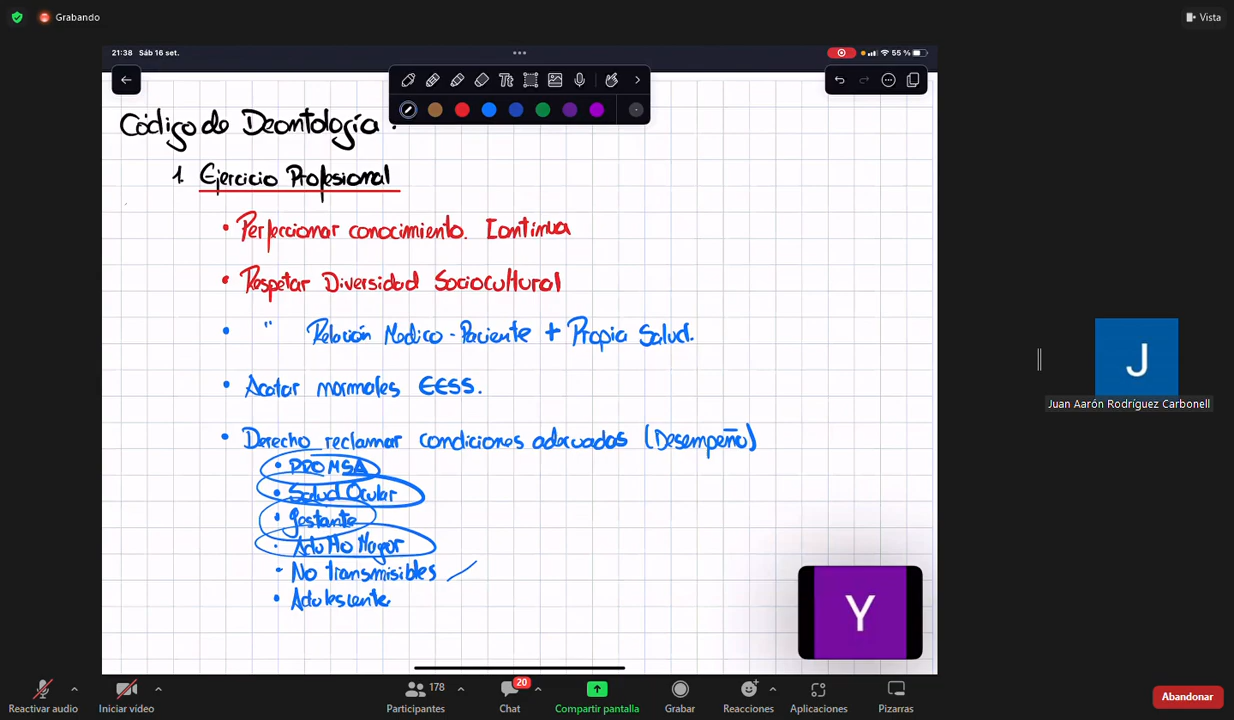 Grabando
Vista
21:38 Sáb 16 set.
55 %
Código de Deontología:
1. Ejercicio Profesional
• Perfeccionar conocimiento. Continua
• Respetar Diversidad Sociocultural
• " Relación Medico-Paciente + Propia Salud.
• Acatar normales EESS.
• Derecho reclamar condiciones adecuadas (Desempeño)
• PROMSA
• Salud Ocular
• Gestante
• Adulto Mayor
• No transmisibles
• Adolescente
J
Juan Aarón Rodríguez Carbonell
Y
Reactivar audio
Iniciar vídeo
178
Participantes
20
Chat
Compartir pantalla
Grabar
Reacciones
Aplicaciones
Pizarras
Abandonar